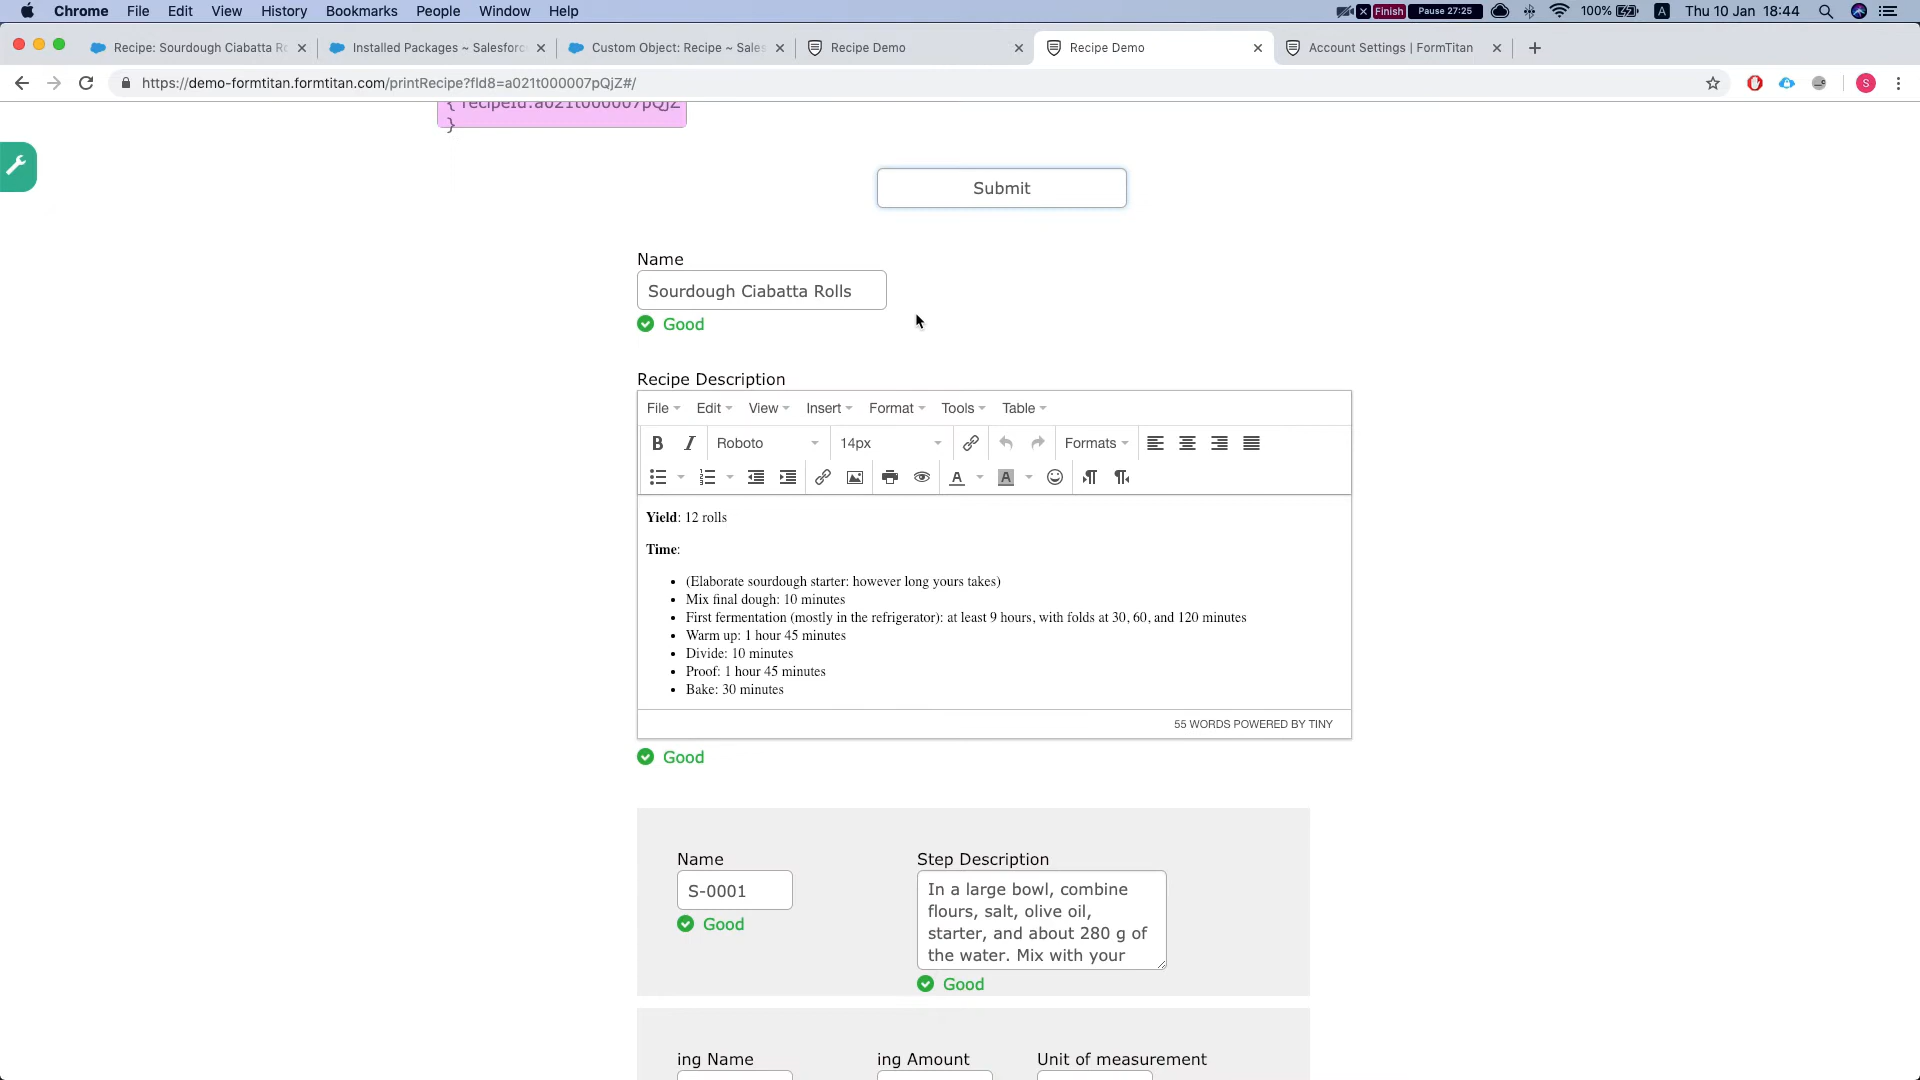 Chrome File Edit View History Bookmarks People Window Help Finish Pause 27:25 100% A Thu 10 Jan 18:44
Recipe: Sourdough Ciabatta Ro Installed Packages ~ Salesforc Custom Object: Recipe ~ Sales Recipe Demo Recipe Demo Account Settings | FormTitan
https://demo-formtitan.formtitan.com/printRecipe?fld8=a021t000007pQjZ#/ S
{"recipeId:a021t000007pQjZ
}
Submit
Name
Sourdough Ciabatta Rolls
Good
Recipe Description
File Edit View Insert Format Tools Table
B I Roboto 14px Formats
A A
Yield: 12 rolls
Time:
• (Elaborate sourdough starter: however long yours takes)
• Mix final dough: 10 minutes
• First fermentation (mostly in the refrigerator): at least 9 hours, with folds at 30, 60, and 120 minutes
• Warm up: 1 hour 45 minutes
• Divide: 10 minutes
• Proof: 1 hour 45 minutes
• Bake: 30 minutes
55 WORDS POWERED BY TINY
Good
Name Step Description
S-0001
Good
In a large bowl, combine
flours, salt, olive oil,
starter, and about 280 g of
the water. Mix with your
Good
ing Name ing Amount Unit of measurement